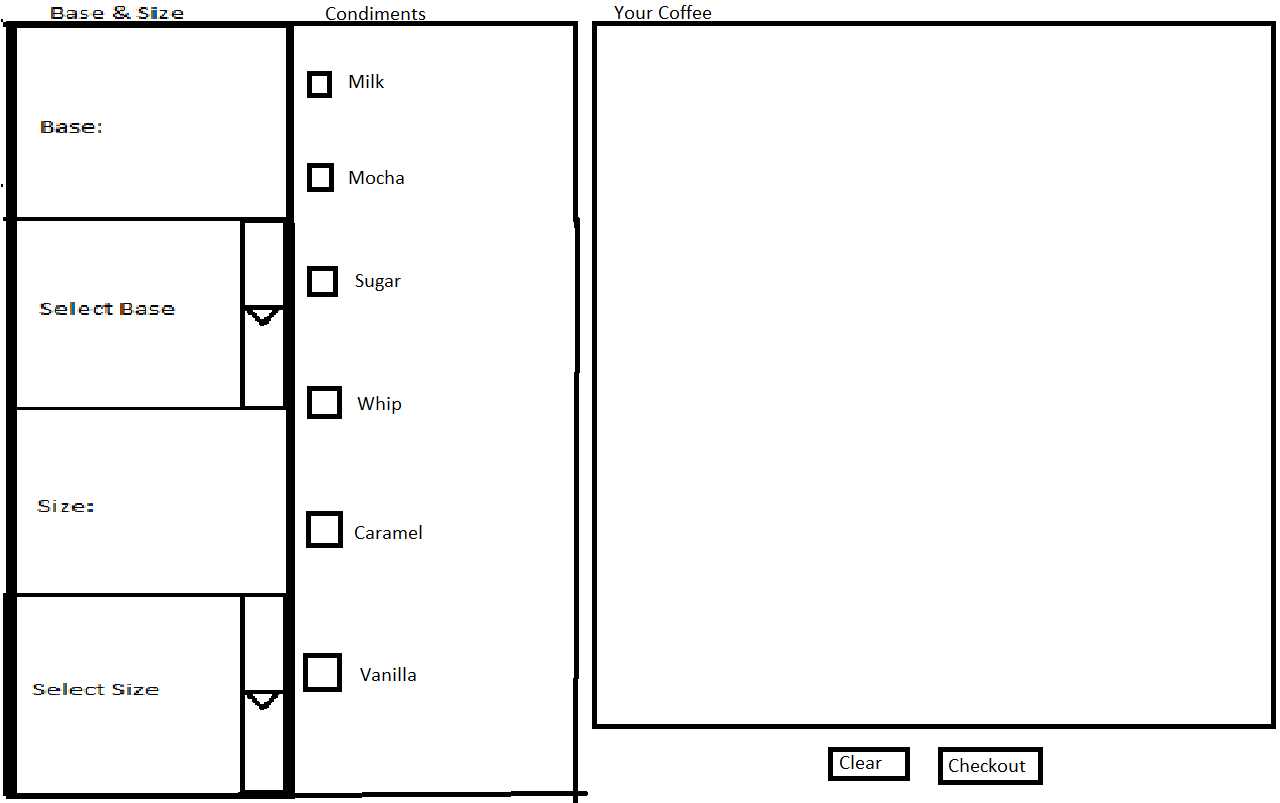 Base & Size
Base:
Select Base
Size:
Select Size
Condiments
Milk
Mocha
Sugar
Whip
Caramel
Vanilla
Your Coffee
Clear
Checkout